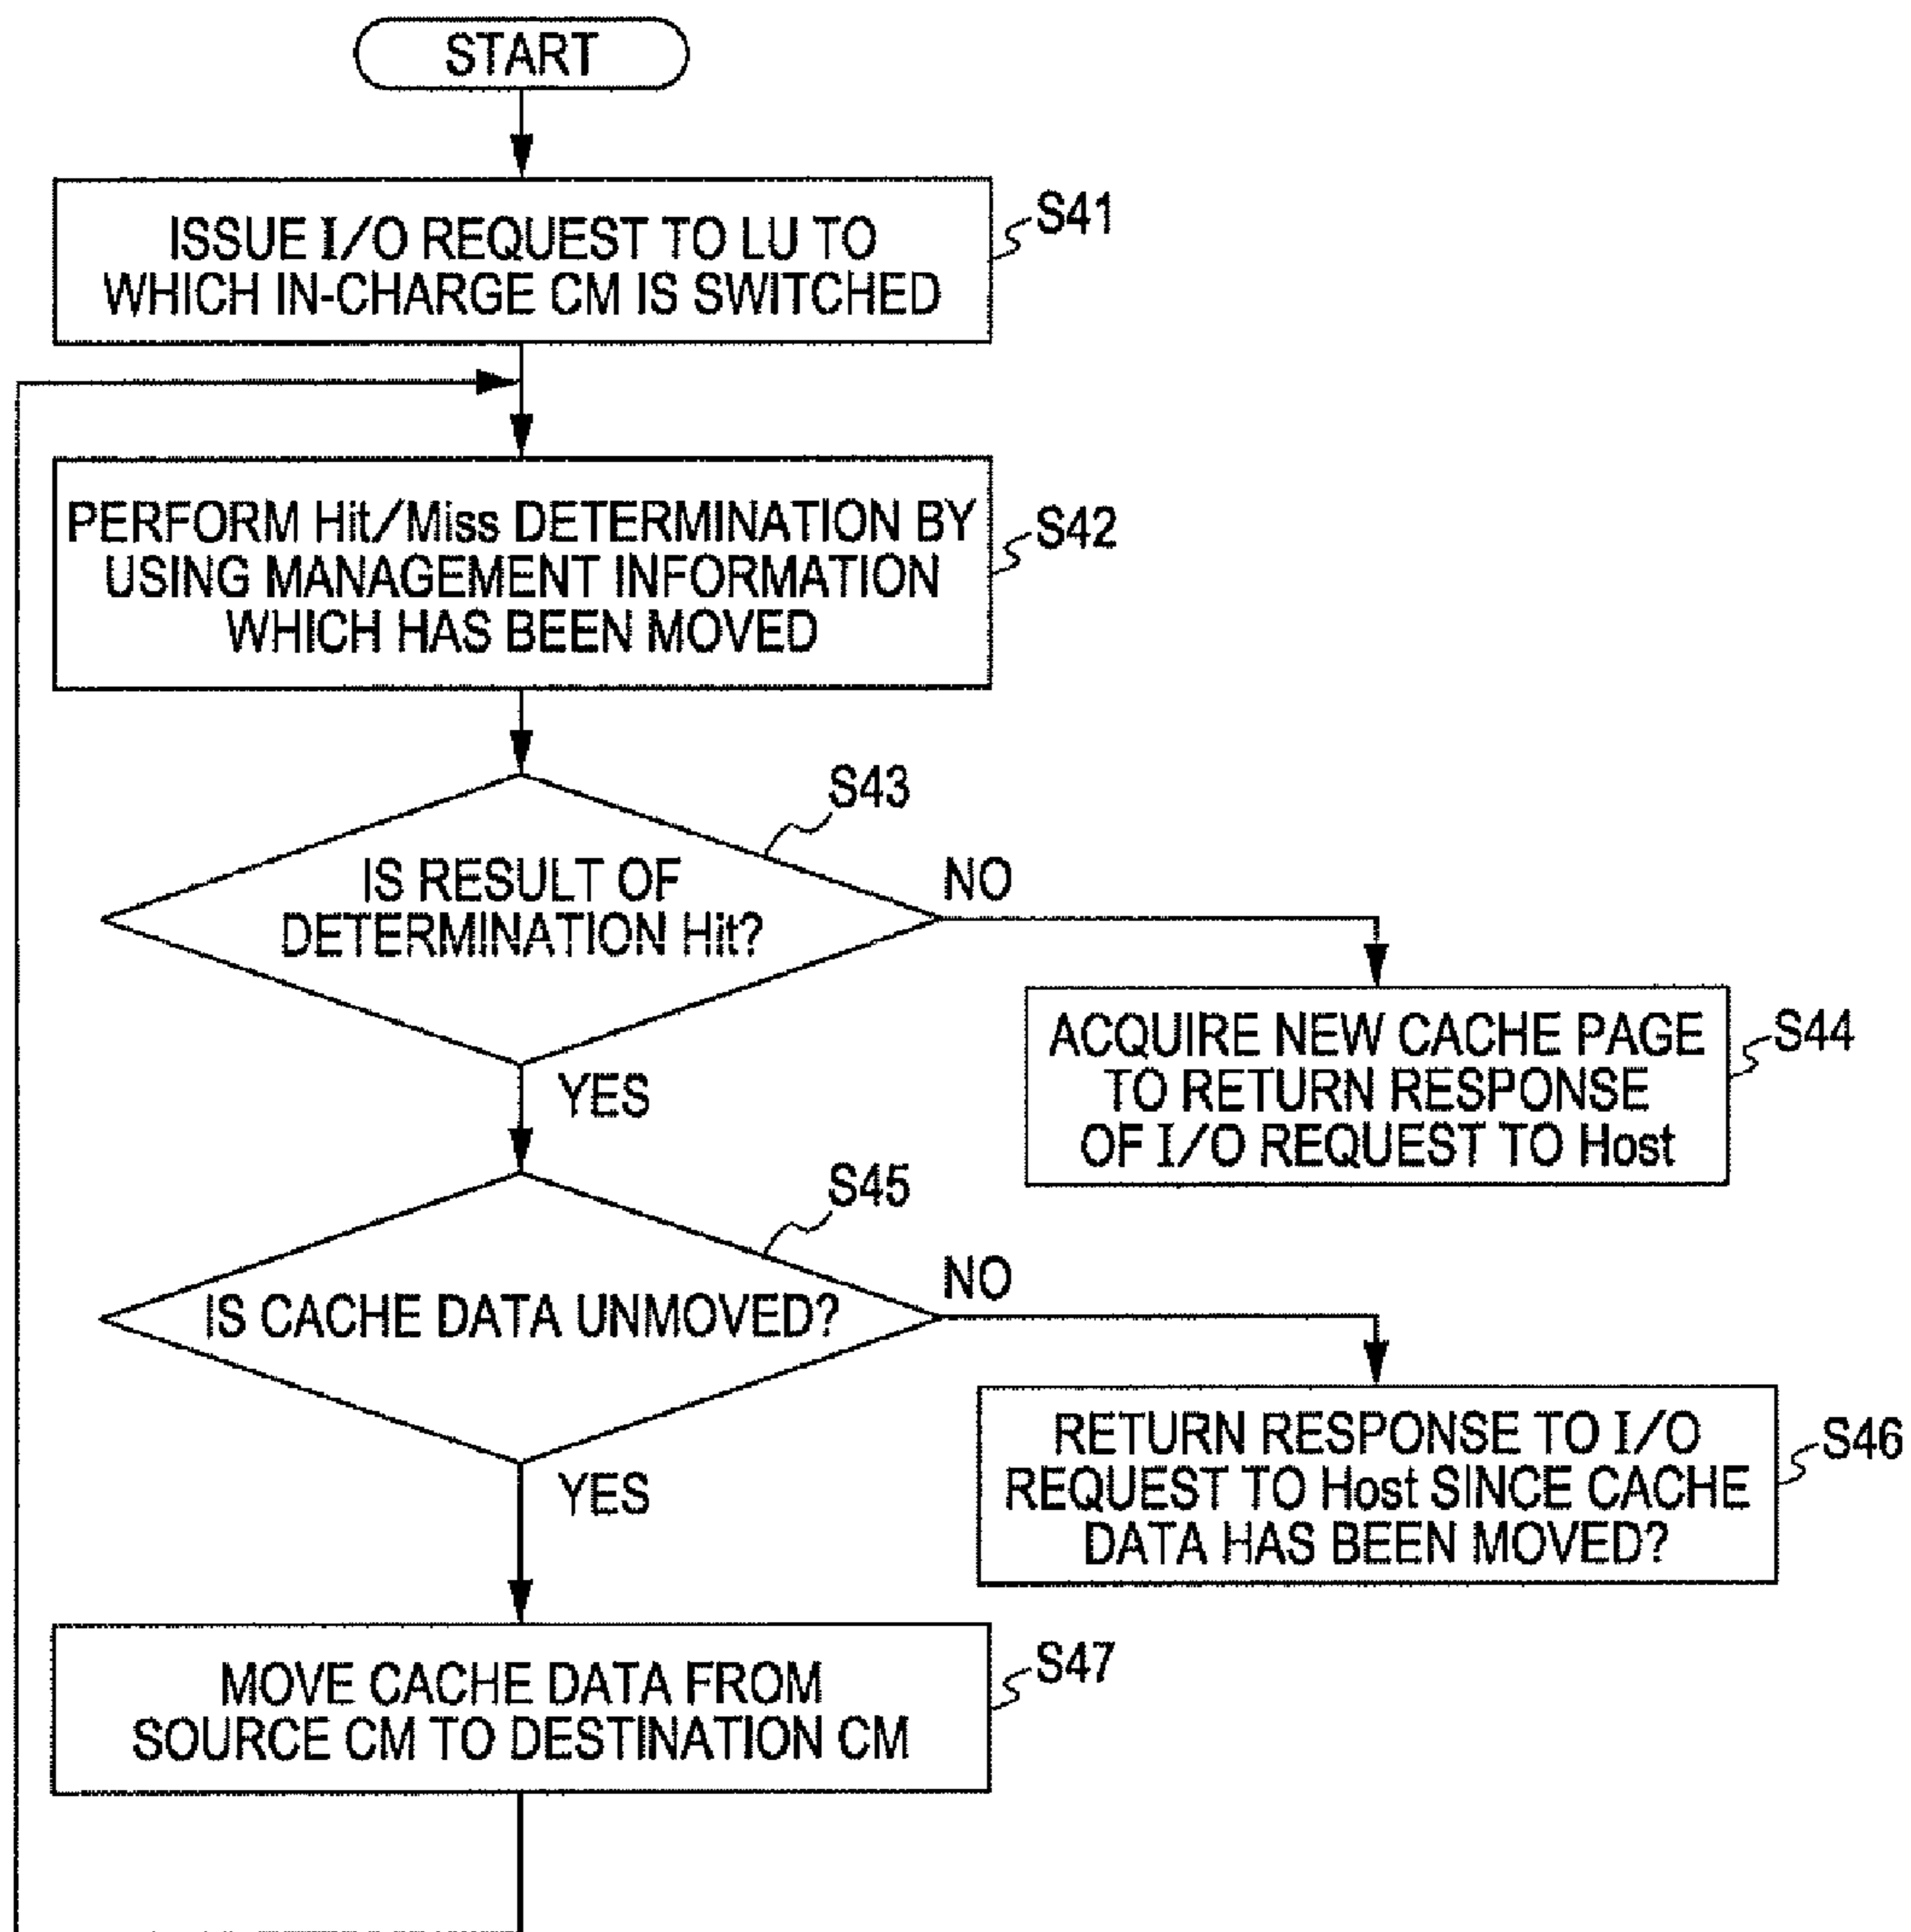 START
ISSUE I/O REQUEST TO LU TO
WHICH IN-CHARGE CM IS SWITCHED
S41
PERFORM Hit/Miss DETERMINATION BY
USING MANAGEMENT INFORMATION
WHICH HAS BEEN MOVED
S42
S43
IS RESULT OF
DETERMINATION Hit?
NO
YES
ACQUIRE NEW CACHE PAGE
TO RETURN RESPONSE
OF I/O REQUEST TO Host
S44
S45
IS CACHE DATA UNMOVED?
NO
YES
RETURN RESPONSE TO I/O
REQUEST TO Host SINCE CACHE
DATA HAS BEEN MOVED?
S46
MOVE CACHE DATA FROM
SOURCE CM TO DESTINATION CM
S47